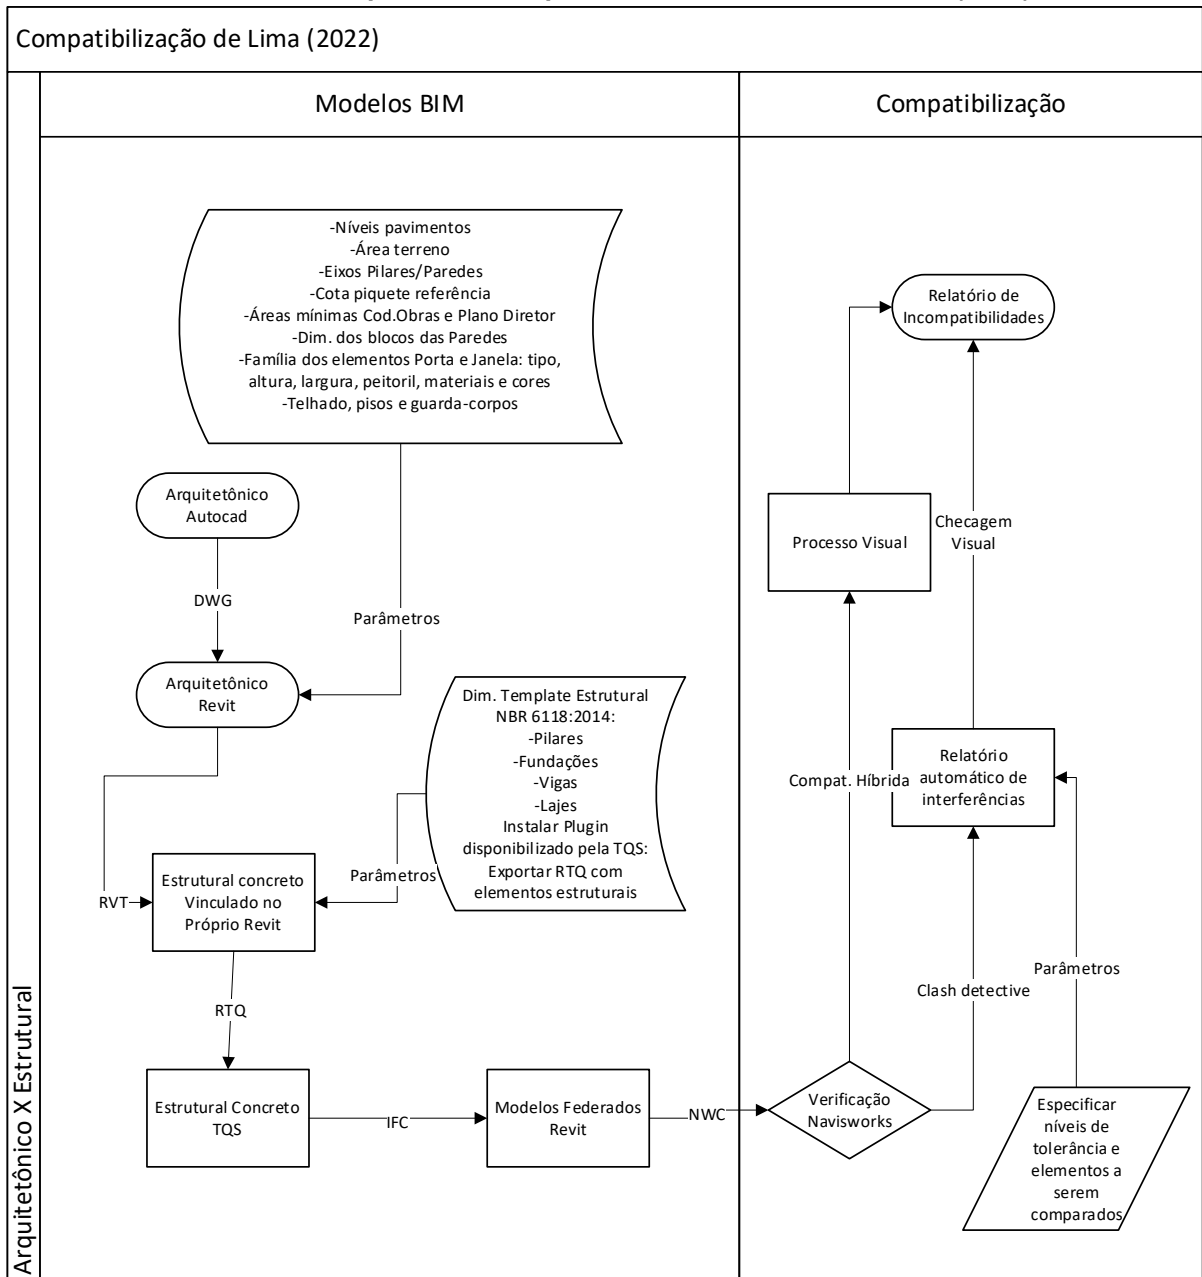 Compatibilização de Lima (2022)
Modelos BIM
Compatibilização
Arquitetônico X Estrutural
-Níveis pavimentos
-Área terreno
-Eixos Pilares/Paredes
-Cota piquete referência
-Áreas mínimas Cod.Obras e Plano Diretor
-Dim. dos blocos das Paredes
-Família dos elementos Porta e Janela: tipo,
altura, largura, peitoril, materiais e cores
-Telhado, pisos e guarda-corpos
Arquitetônico
Autocad
DWG
Parâmetros
Arquitetônico
Revit
Dim. Template Estrutural
NBR 6118:2014:
-Pilares
-Fundações
-Vigas
-Lajes
Instalar Plugin
disponibilizado pela TQS:
Exportar RTQ com
elementos estruturais
Parâmetros
RVT
Estrutural concreto
Vinculado no
Próprio Revit
RTQ
Estrutural Concreto
TQS
IFC
Modelos Federados
Revit
NWC
Verificação
Navisworks
Compat. Híbrida
Processo Visual
Relatório de
Incompatibilidades
Checagem
Visual
Relatório
automático de
interferências
Clash detective
Parâmetros
Especificar
níveis de
tolerância e
elementos a
serem
comparados